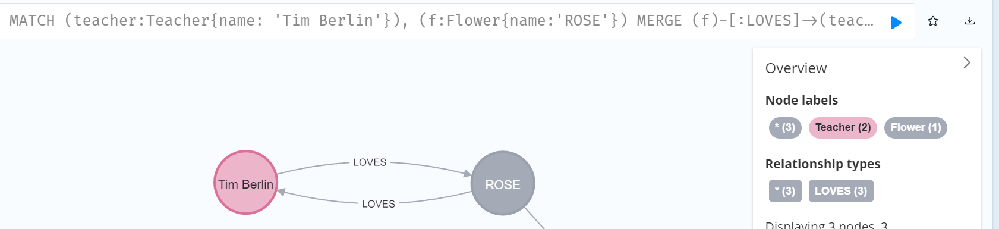 MATCH (teacher:Teacher{name: 'Tim Berlin'}), (f:Flower{name:'ROSE'}) MERGE (f)-[:LOVES]->(teac…
Overview
Node labels
* (3) Teacher (2) Flower (1)
Relationship types
* (3) LOVES (3)
Displaying 3 nodes, 3
LOVES
Tim Berlin
ROSE
LOVES